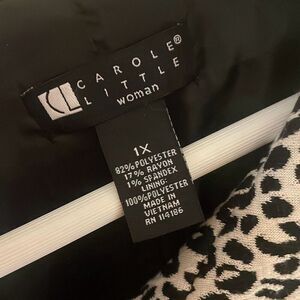 CL
CAROLE®
LITTLE
woman
1X
82% POLYESTER
17% RAYON
1% SPANDEX
LINING:
100% POLYESTER
MADE IN
VIETNAM
RN 114186